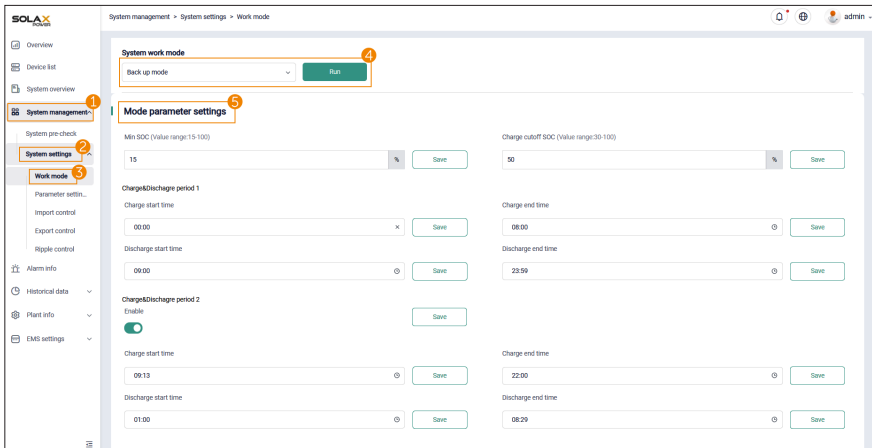 SOLAX
POWER
System management > System settings > Work mode
admin
Overview
Device list
System overview
1
System management
System pre-check
2
System settings
3
Work mode
Parameter settin...
Import control
Export control
Ripple control
Alarm info
Historical data
Plant info
EMS settings
System work mode
4
Back up mode
Run
5
Mode parameter settings
Min SOC (Value range:15-100)
Charge cutoff SOC (Value range:30-100)
15 % Save
50 % Save
Charge&Dischagre period 1
Charge start time
Charge end time
00:00 × Save
08:00 Save
Discharge start time
Discharge end time
09:00 Save
23:59 Save
Charge&Dischagre period 2
Enable
Save
Charge start time
Charge end time
09:13 Save
22:00 Save
Discharge start time
Discharge end time
01:00 Save
08:29 Save